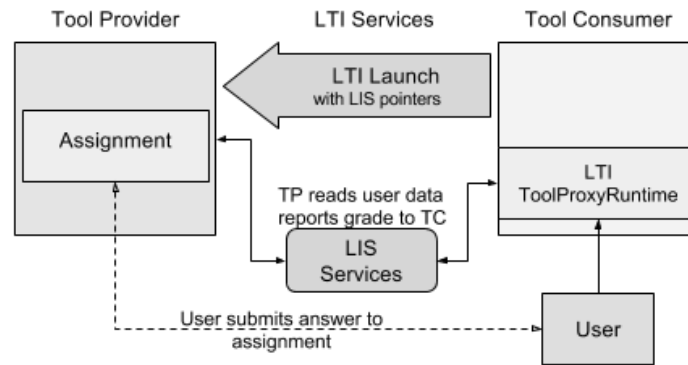 Tool Provider
LTI Services
Tool Consumer
LTI Launch
with LIS pointers
Assignment
LTI
ToolProxyRuntime
TP reads user data
reports grade to TC
LIS
Services
User submits answer to
assignment
User